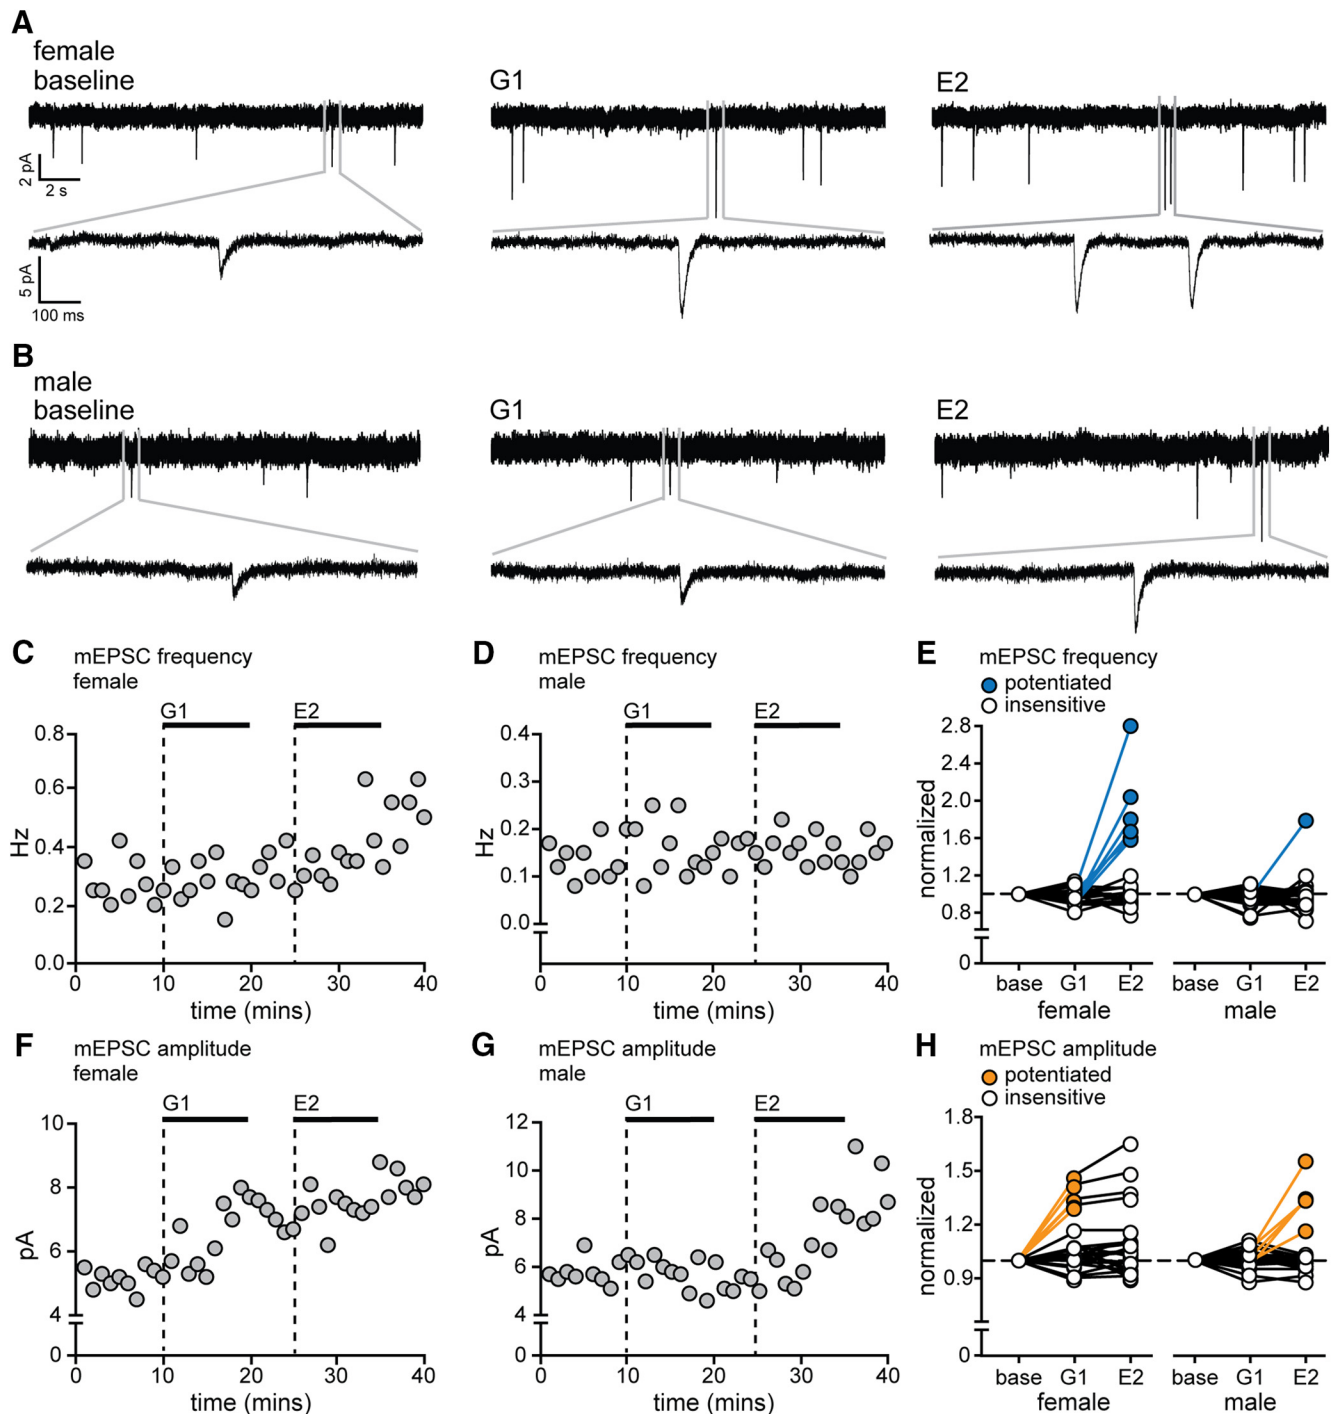 A
female
baseline
G1
E2
2 pA
2 s
5 pA
100 ms
B
male
baseline
G1
E2
C
mEPSC frequency
female
G1
E2
0.8
0.6
0.4
0.2
0.0
Hz
0 10 20 30 40
time (mins)
D
mEPSC frequency
male
G1
E2
0.4
0.3
0.2
0.1
0.0
Hz
0 10 20 30 40
time (mins)
E
mEPSC frequency
potentiated
insensitive
2.8
2.4
2.0
1.6
1.2
0.8
0
normalized
base G1 E2 base G1 E2
female male
F
mEPSC amplitude
female
G1
E2
10
8
6
4
0
pA
0 10 20 30 40
time (mins)
G
mEPSC amplitude
male
G1
E2
12
10
8
6
4
0
pA
0 10 20 30 40
time (mins)
H
mEPSC amplitude
potentiated
insensitive
1.8
1.5
1.2
0.9
0
normalized
base G1 E2 base G1 E2
female male